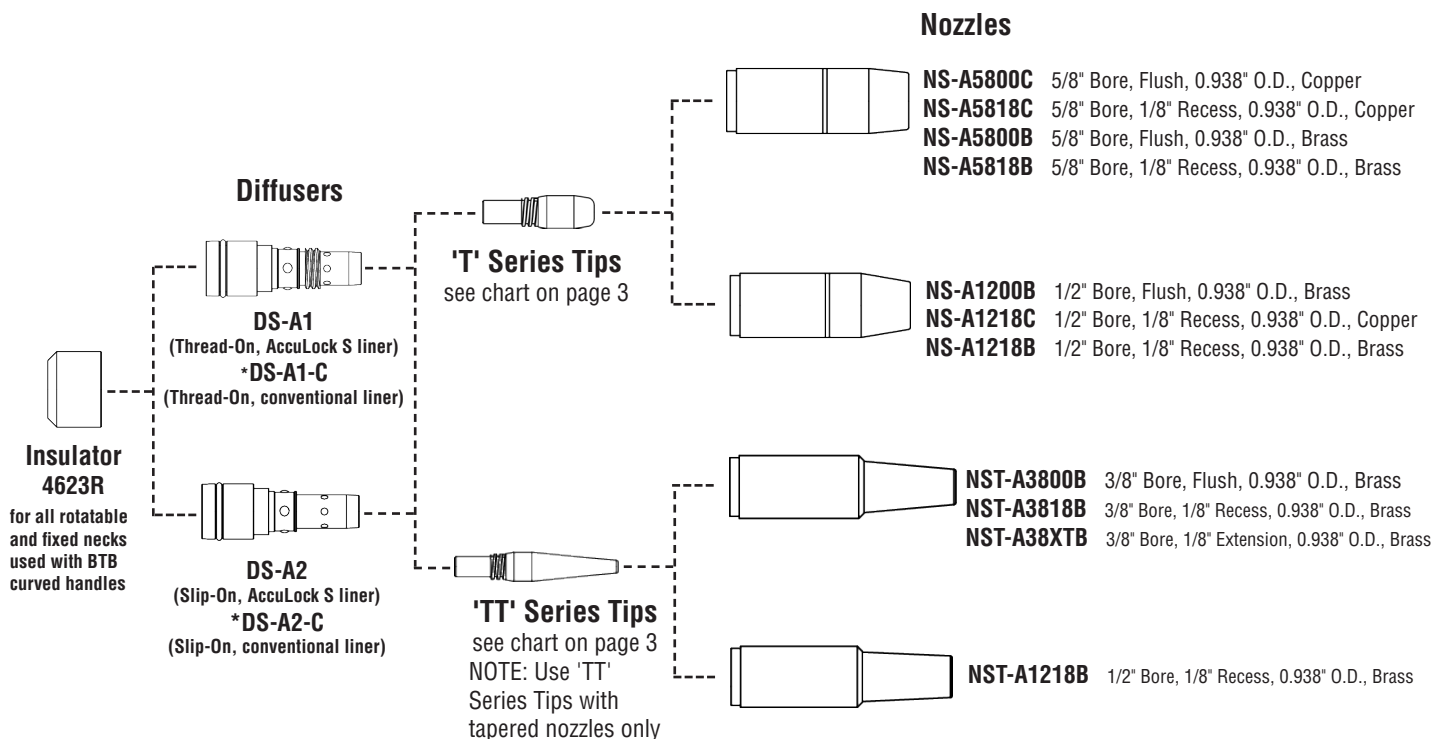 Nozzles
NS-A5800C 5/8" Bore, Flush, 0.938" O.D., Copper
NS-A5818C 5/8" Bore, 1/8" Recess, 0.938" O.D., Copper
NS-A5800B 5/8" Bore, Flush, 0.938" O.D., Brass
NS-A5818B 5/8" Bore, 1/8" Recess, 0.938" O.D., Brass
Diffusers
'T' Series Tips
see chart on page 3
NS-A1200B 1/2" Bore, Flush, 0.938" O.D., Brass
NS-A1218C 1/2" Bore, 1/8" Recess, 0.938" O.D., Copper
NS-A1218B 1/2" Bore, 1/8" Recess, 0.938" O.D., Brass
DS-A1
(Thread-On, AccuLock S liner)
*DS-A1-C
(Thread-On, conventional liner)
Insulator
4623R
for all rotatable
and fixed necks
used with BTB
curved handles
DS-A2
(Slip-On, AccuLock S liner)
*DS-A2-C
(Slip-On, conventional liner)
'TT' Series Tips
see chart on page 3
NOTE: Use 'TT'
Series Tips with
tapered nozzles only
NST-A3800B 3/8" Bore, Flush, 0.938" O.D., Brass
NST-A3818B 3/8" Bore, 1/8" Recess, 0.938" O.D., Brass
NST-A38XTB 3/8" Bore, 1/8" Extension, 0.938" O.D., Brass
NST-A1218B 1/2" Bore, 1/8" Recess, 0.938" O.D., Brass